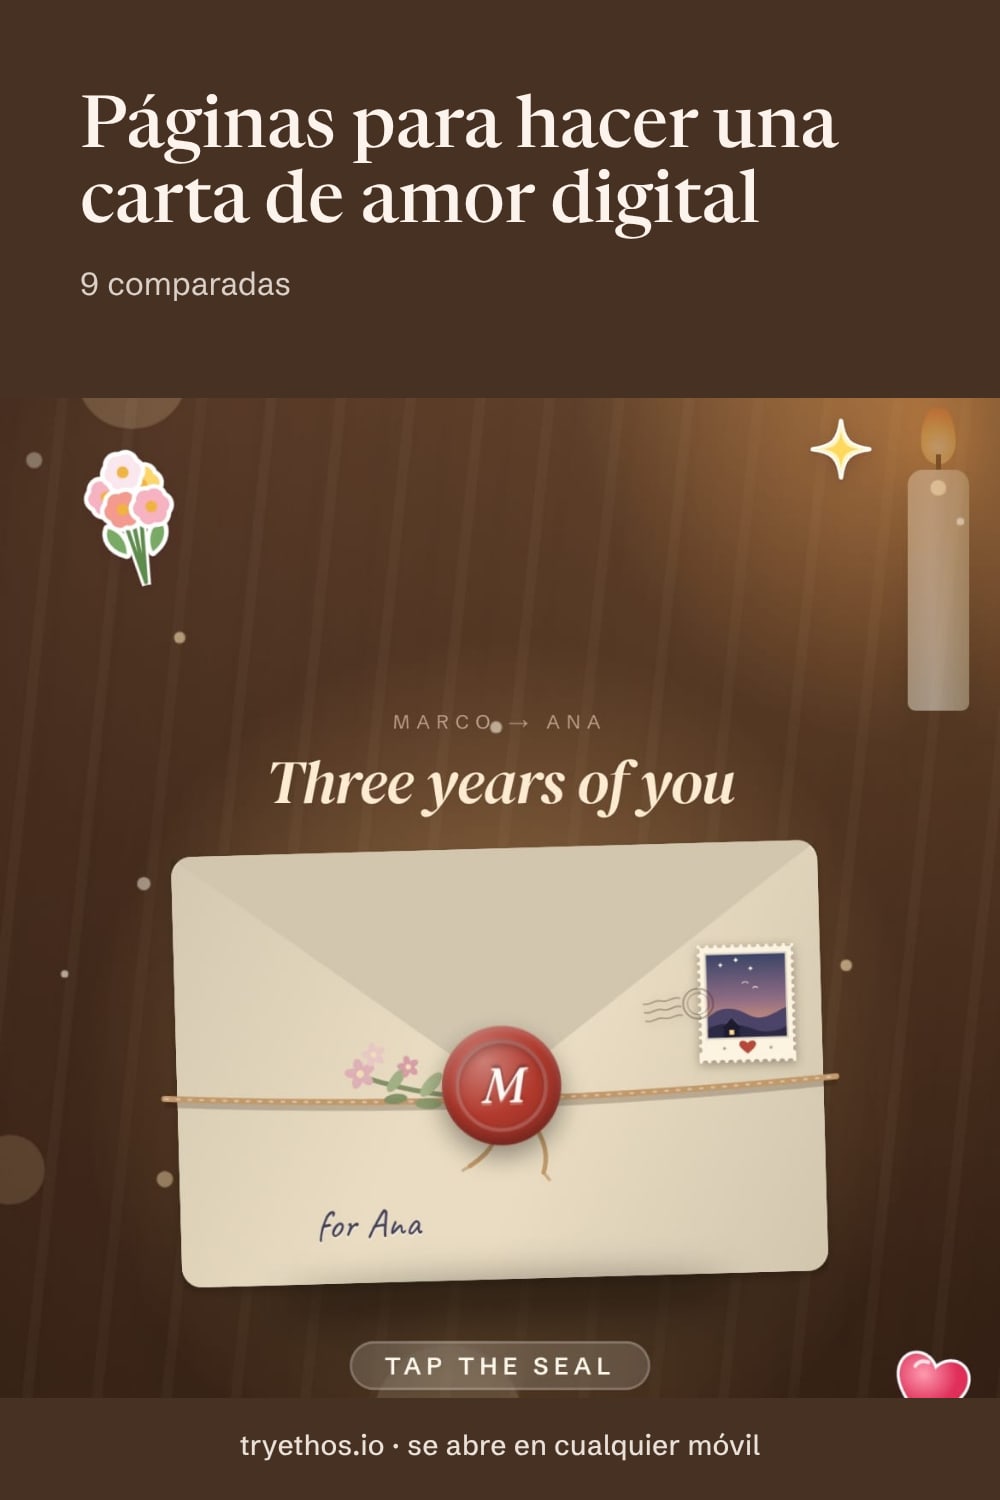 Páginas para hacer una
carta de amor digital
9 comparadas
MARCO → ANA
Three years of you
M
for Ana
TAP THE SEAL
tryethos.io · se abre en cualquier móvil